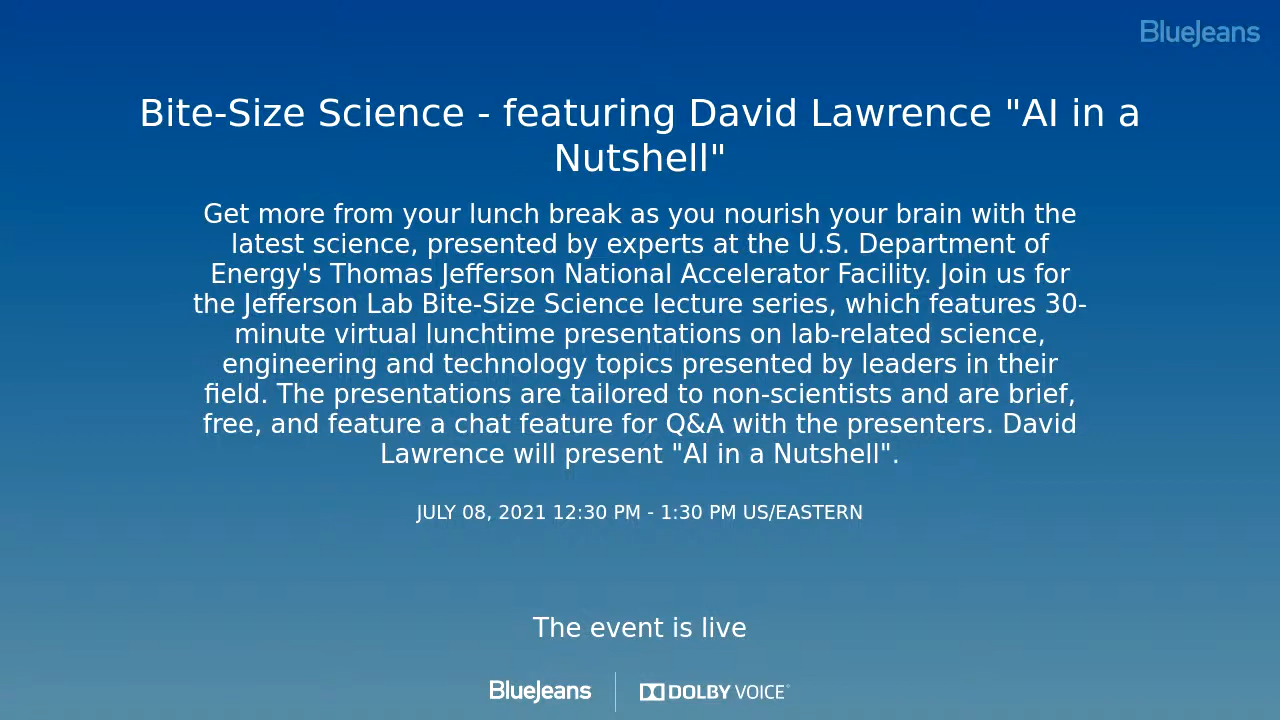 BlueJeans
Bite-Size Science - featuring David Lawrence "AI in a
Nutshell"
Get more from your lunch break as you nourish your brain with the
latest science, presented by experts at the U.S. Department of
Energy's Thomas Jefferson National Accelerator Facility. Join us for
the Jefferson Lab Bite-Size Science lecture series, which features 30-
minute virtual lunchtime presentations on lab-related science,
engineering and technology topics presented by leaders in their
field. The presentations are tailored to non-scientists and are brief,
free, and feature a chat feature for Q&A with the presenters. David
Lawrence will present "AI in a Nutshell".
JULY 08, 2021 12:30 PM - 1:30 PM US/EASTERN
The event is live
BlueJeans DOLBY VOICE